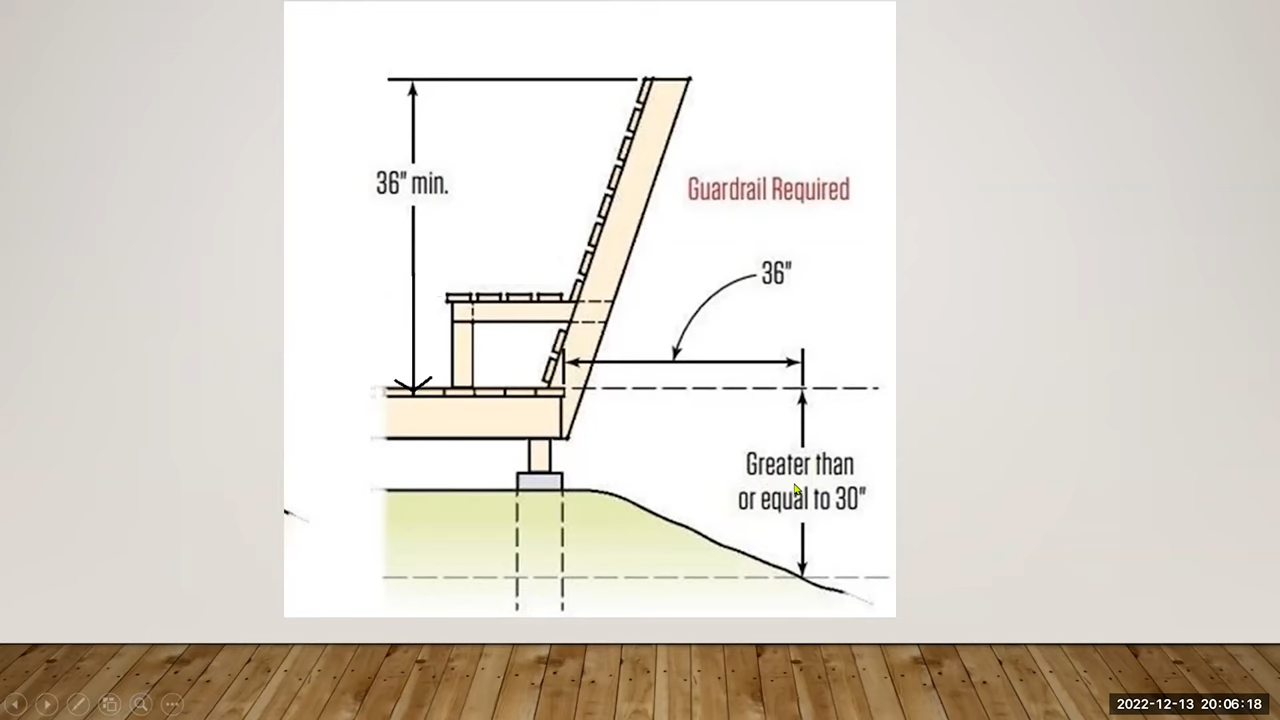 36" min.
Guardrail Required
36"
Greater than
or equal to 30"
2022-12-13 20:06:18